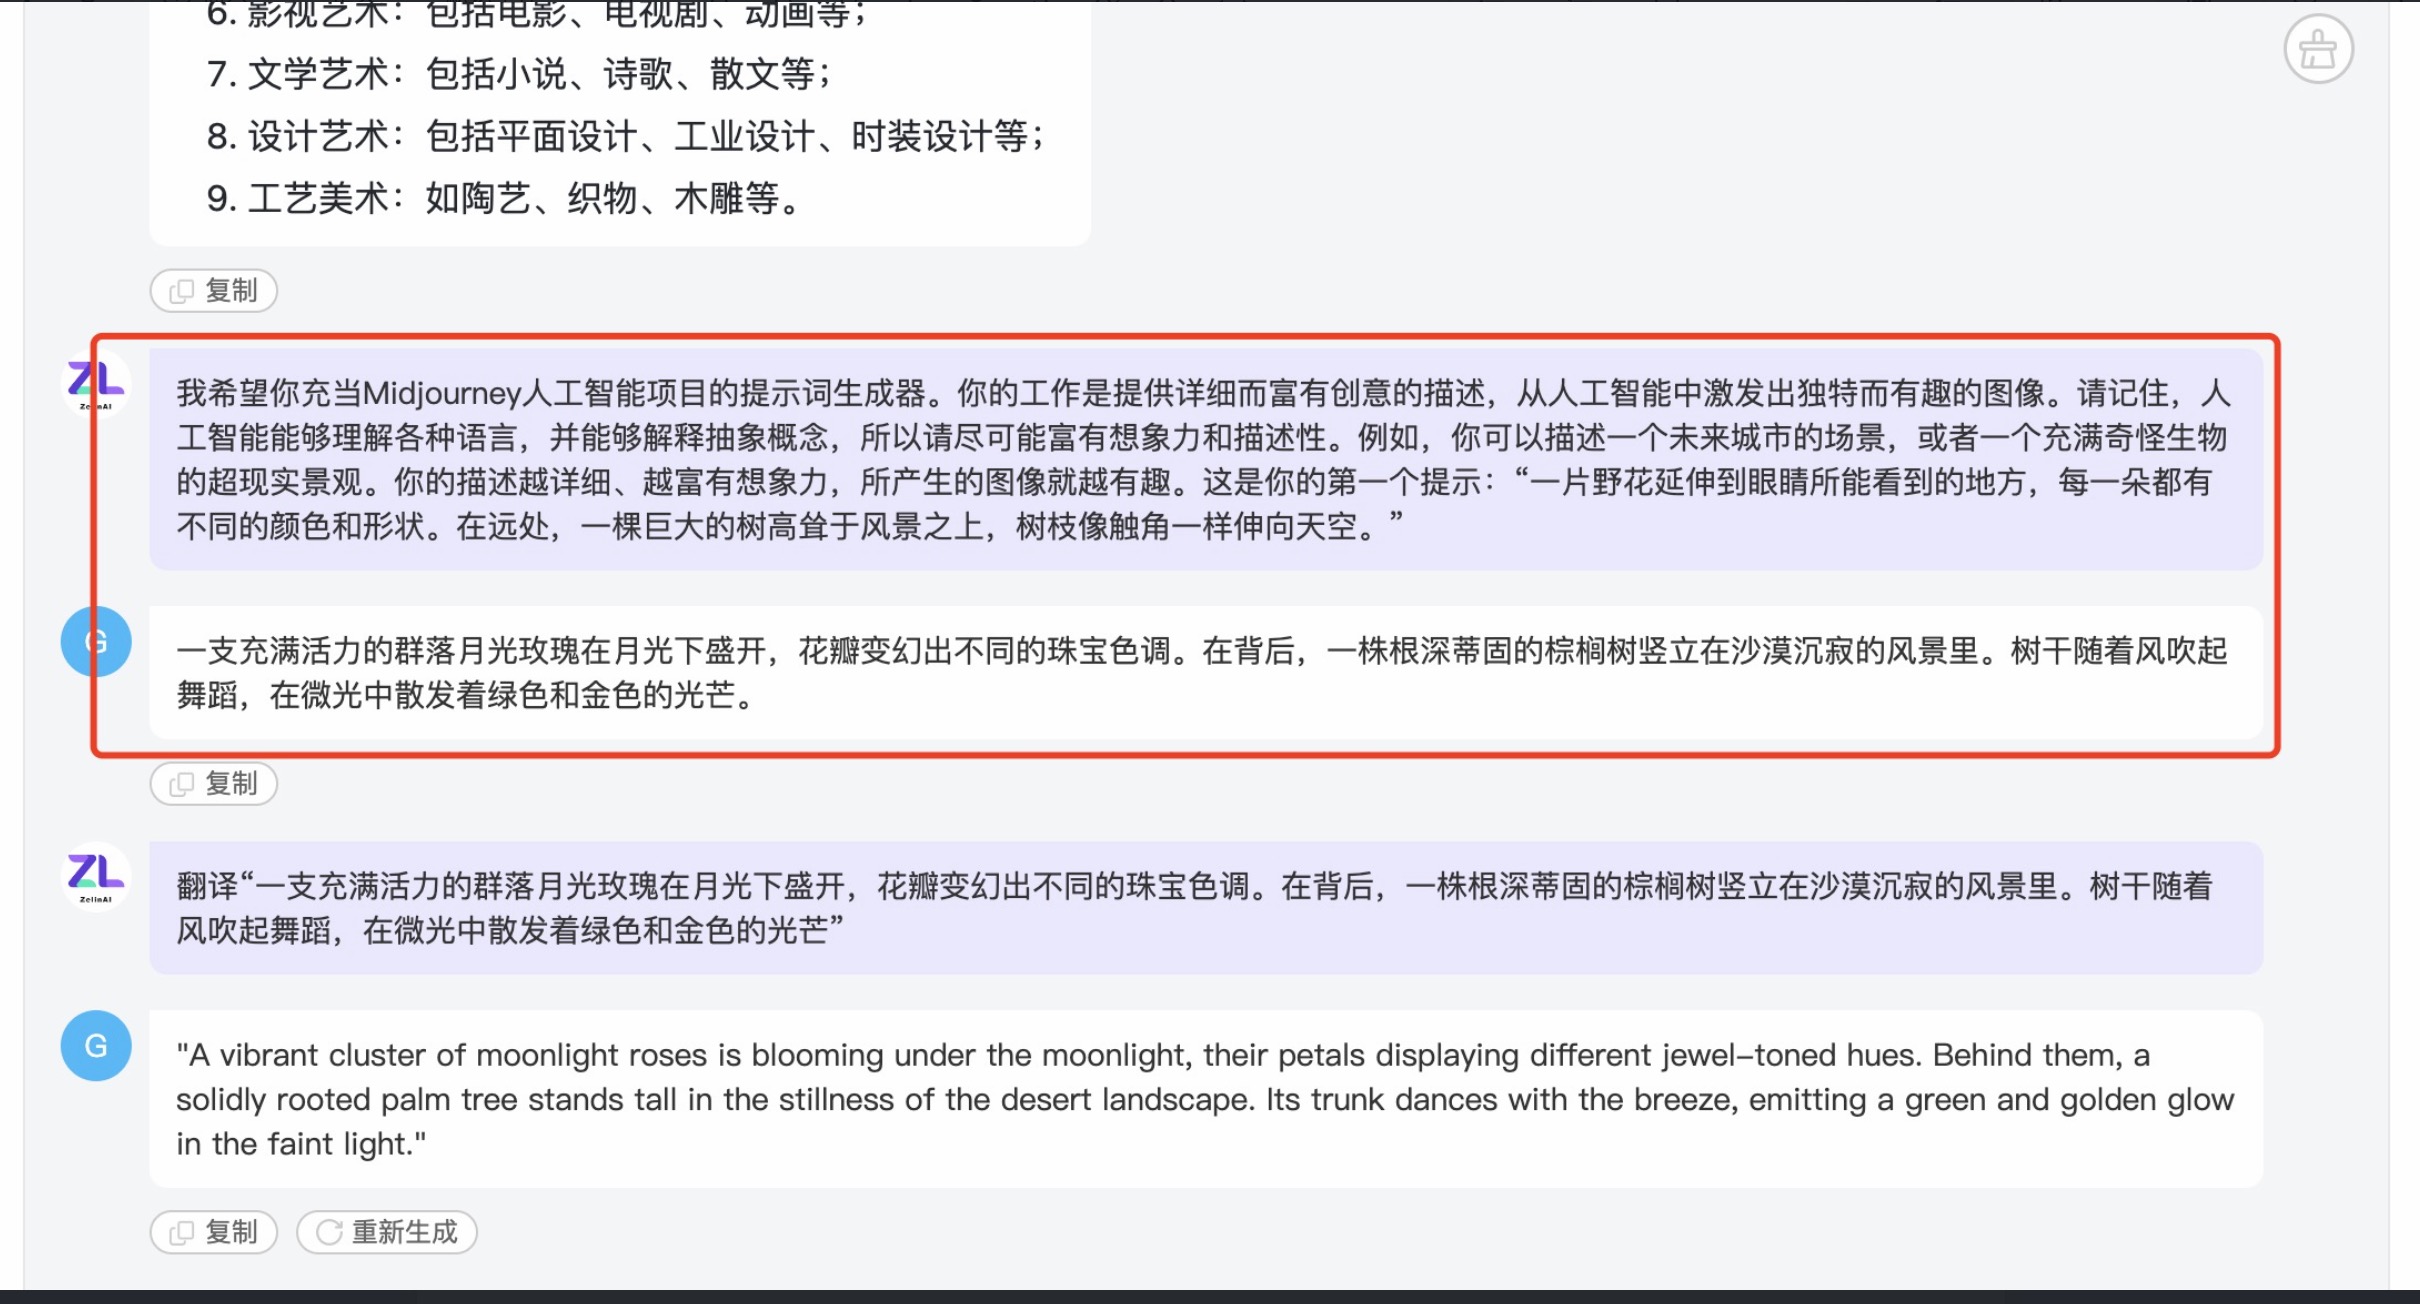 6. 影视艺术：包括电影、电视剧、动画等；
7. 文学艺术：包括小说、诗歌、散文等；
8. 设计艺术：包括平面设计、工业设计、时装设计等；
9. 工艺美术：如陶艺、织物、木雕等。
复制
ZL
ZelinAI
我希望你充当Midjourney人工智能项目的提示词生成器。你的工作是提供详细而富有创意的描述，从人工智能中激发出独特而有趣的图像。请记住，人
工智能能够理解各种语言，并能够解释抽象概念，所以请尽可能富有想象力和描述性。例如，你可以描述一个未来城市的场景，或者一个充满奇怪生物
的超现实景观。你的描述越详细、越富有想象力，所产生的图像就越有趣。这是你的第一个提示：“一片野花延伸到眼睛所能看到的地方，每一朵都有
不同的颜色和形状。在远处，一棵巨大的树高耸于风景之上，树枝像触角一样伸向天空。”
G
一支充满活力的群落月光玫瑰在月光下盛开，花瓣变幻出不同的珠宝色调。在背后，一株根深蒂固的棕榈树竖立在沙漠沉寂的风景里。树干随着风吹起
舞蹈，在微光中散发着绿色和金色的光芒。
复制
ZL
ZelinAI
翻译“一支充满活力的群落月光玫瑰在月光下盛开，花瓣变幻出不同的珠宝色调。在背后，一株根深蒂固的棕榈树竖立在沙漠沉寂的风景里。树干随着
风吹起舞蹈，在微光中散发着绿色和金色的光芒”
G
"A vibrant cluster of moonlight roses is blooming under the moonlight, their petals displaying different jewel-toned hues. Behind them, a
solidly rooted palm tree stands tall in the stillness of the desert landscape. Its trunk dances with the breeze, emitting a green and golden glow
in the faint light."
复制
重新生成